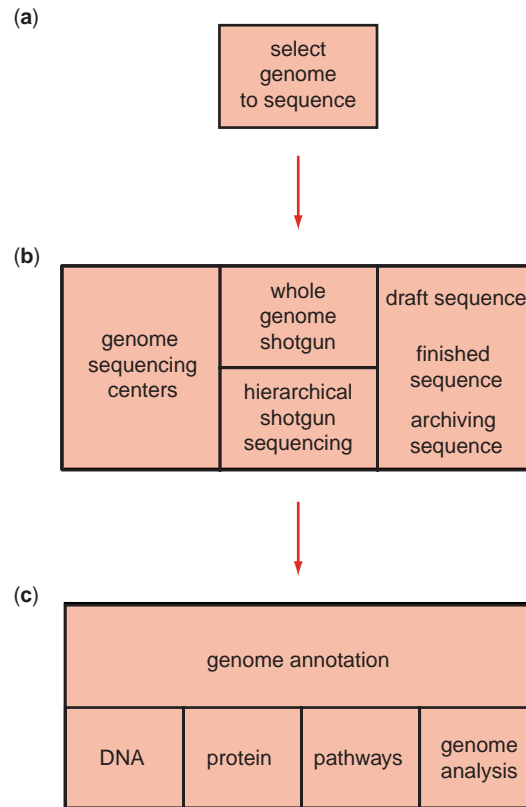 (a)
select
genome
to sequence
(b)
genome
sequencing
centers
whole
genome
shotgun
hierarchical
shotgun
sequencing
draft sequence
finished
sequence
archiving
sequence
(c)
genome annotation
DNA
protein
pathways
genome
analysis